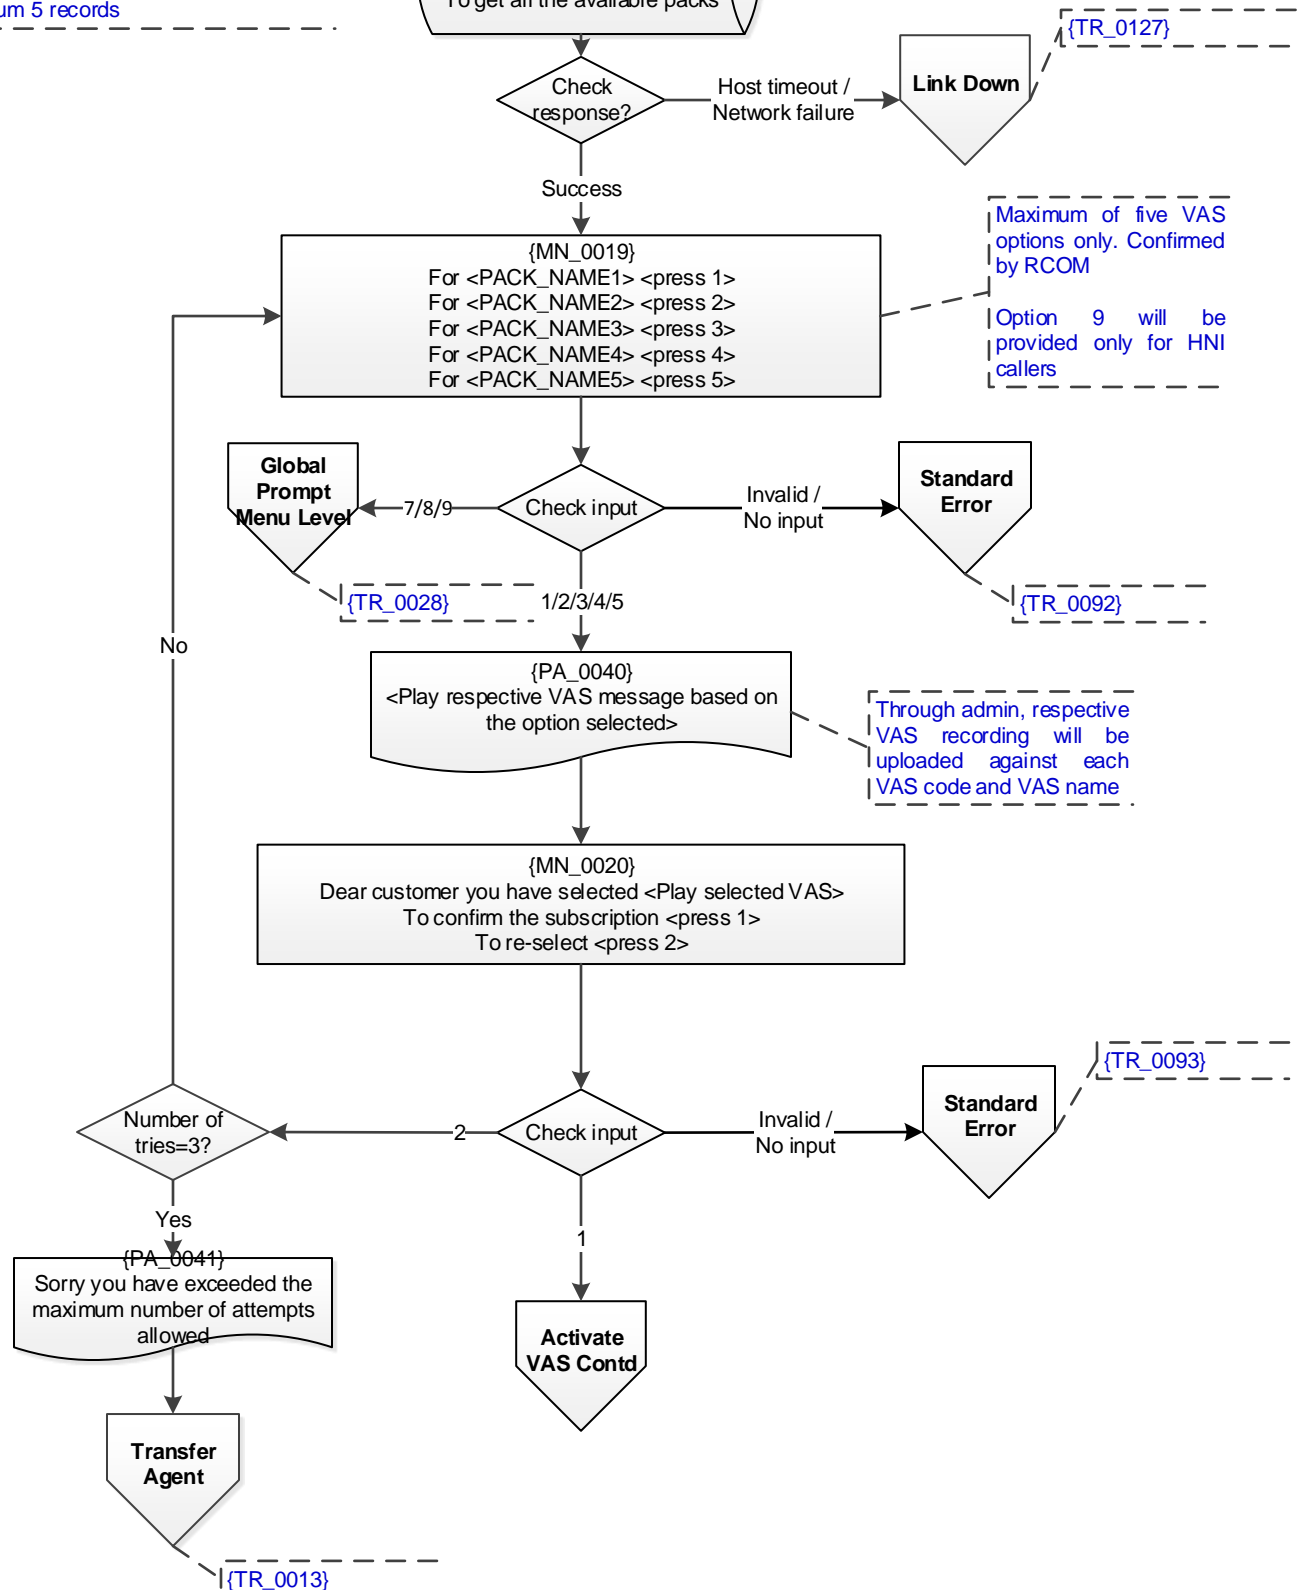 5 records
To get all the available packs
{TR_0127}
Check
response?
Host timeout /
Network failure
Link Down
Success
Maximum of five VAS
options only. Confirmed
by RCOM
Option 9 will be
provided only for HNI
callers
{MN_0019}
For <PACK_NAME1> <press 1>
For <PACK_NAME2> <press 2>
For <PACK_NAME3> <press 3>
For <PACK_NAME4> <press 4>
For <PACK_NAME5> <press 5>
Global
Prompt
Menu Level
7/8/9
Check input
Invalid /
No input
Standard
Error
{TR_0028}
1/2/3/4/5
{TR_0092}
No
{PA_0040}
<Play respective VAS message based on
the option selected>
Through admin, respective
VAS recording will be
uploaded against each
VAS code and VAS name
{MN_0020}
Dear customer you have selected <Play selected VAS>
To confirm the subscription <press 1>
To re-select <press 2>
{TR_0093}
Number of
tries=3?
2
Check input
Invalid /
No input
Standard
Error
Yes
1
{PA_0041}
Sorry you have exceeded the
maximum number of attempts
allowed
Activate
VAS Contd
Transfer
Agent
{TR_0013}